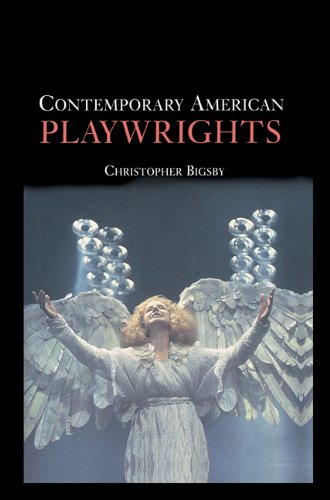 CONTEMPORARY AMERICAN
PLAYWRIGHTS
CHRISTOPHER BIGSBY